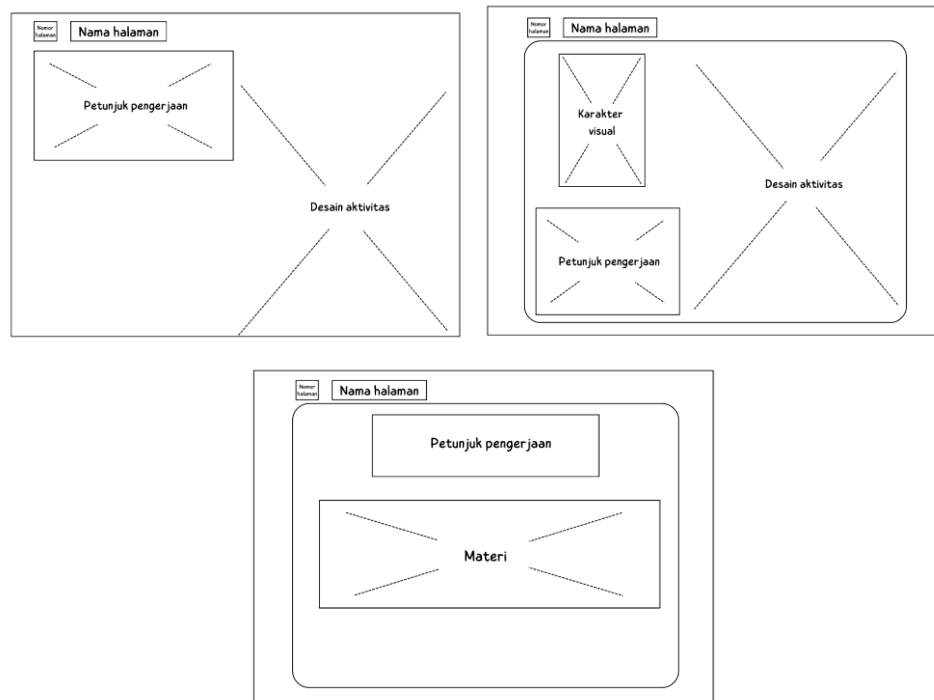 Nomor
halaman
Nama halaman
Petunjuk pengerjaan
Desain aktivitas
Nomor
halaman
Nama halaman
Karakter
visual
Desain aktivitas
Petunjuk pengerjaan
Nomor
halaman
Nama halaman
Petunjuk pengerjaan
Materi